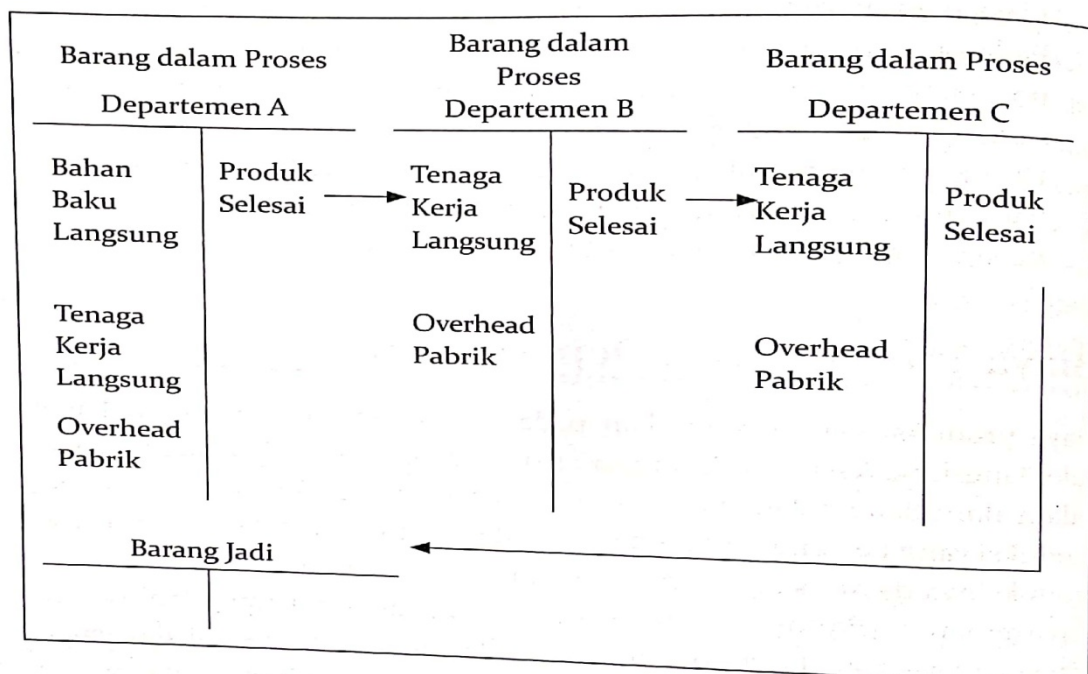 Barang dalam Proses
Departemen A
Bahan
Baku
Langsung
Tenaga
Kerja
Langsung
Overhead
Pabrik
Produk
Selesai
Barang dalam
Proses
Departemen B
Tenaga
Kerja
Langsung
Overhead
Pabrik
Produk
Selesai
Barang dalam Proses
Departemen C
Tenaga
Kerja
Langsung
Overhead
Pabrik
Produk
Selesai
Barang Jadi